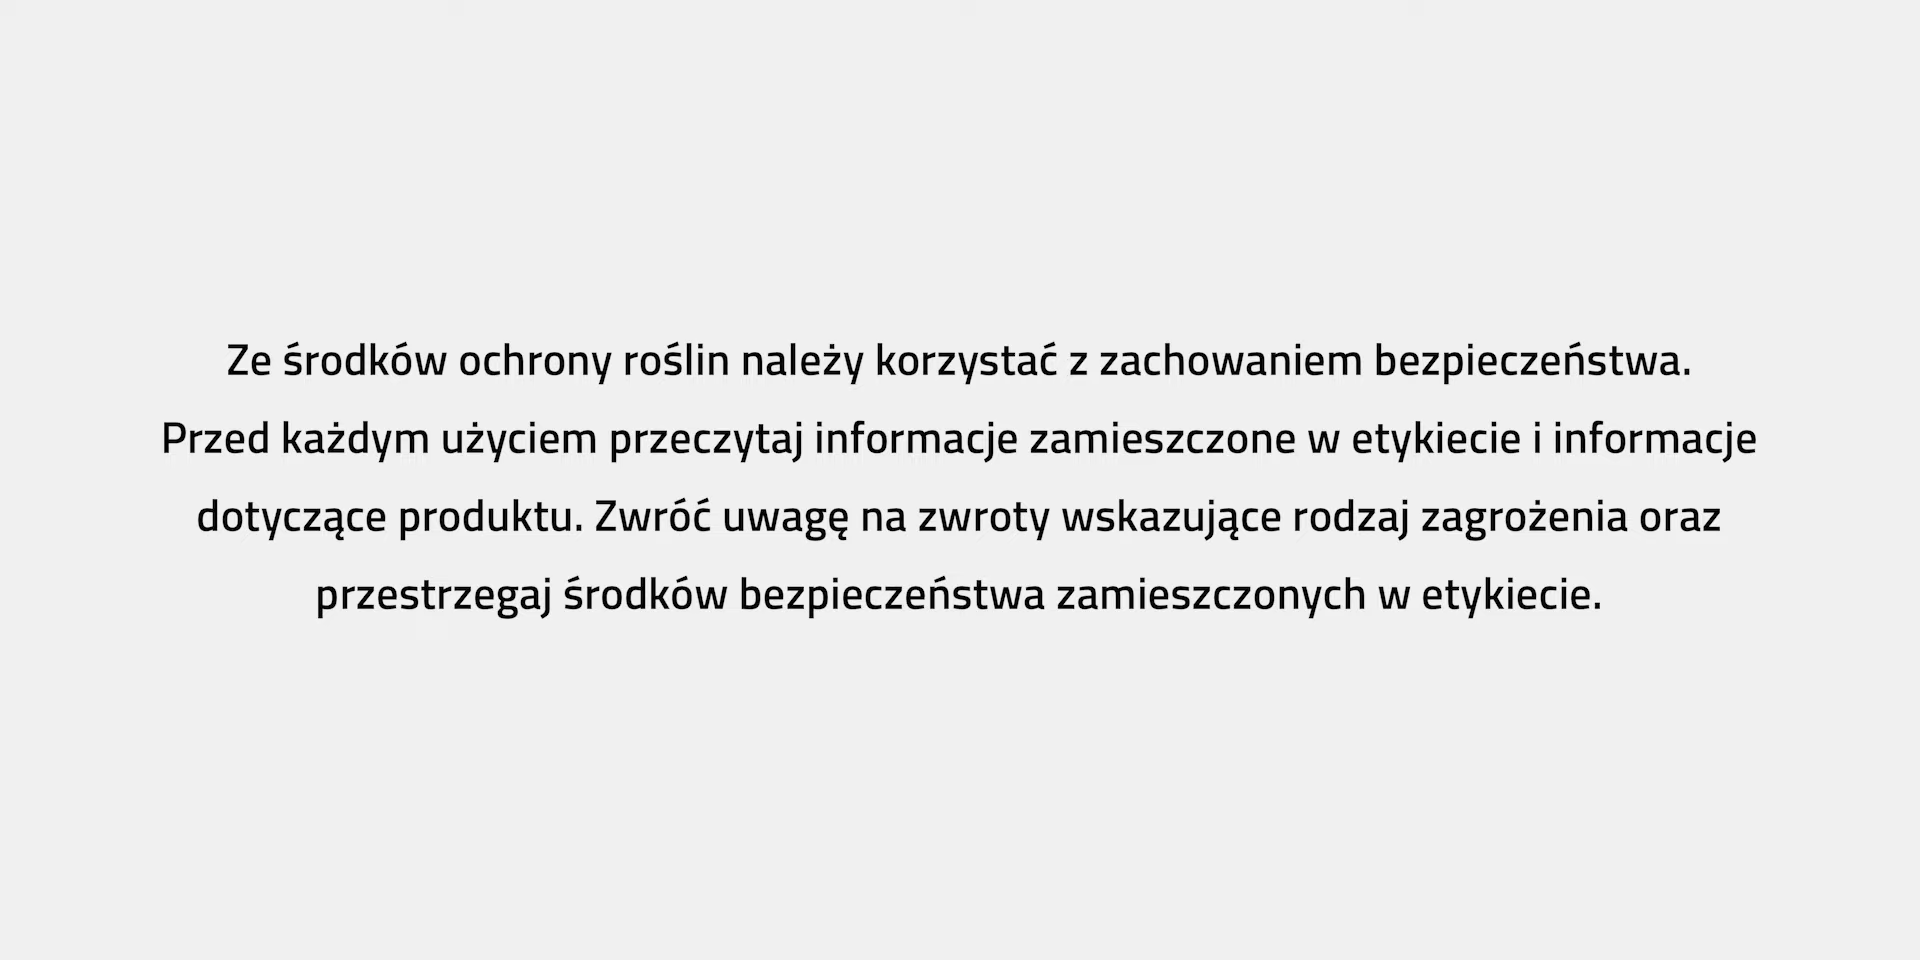 Ze środków ochrony roślin należy korzystać z zachowaniem bezpieczeństwa.
Przed każdym użyciem przeczytaj informacje zamieszczone w etykiecie i informacje
dotyczące produktu. Zwróć uwagę na zwroty wskazujące rodzaj zagrożenia oraz
przestrzegaj środków bezpieczeństwa zamieszczonych w etykiecie.